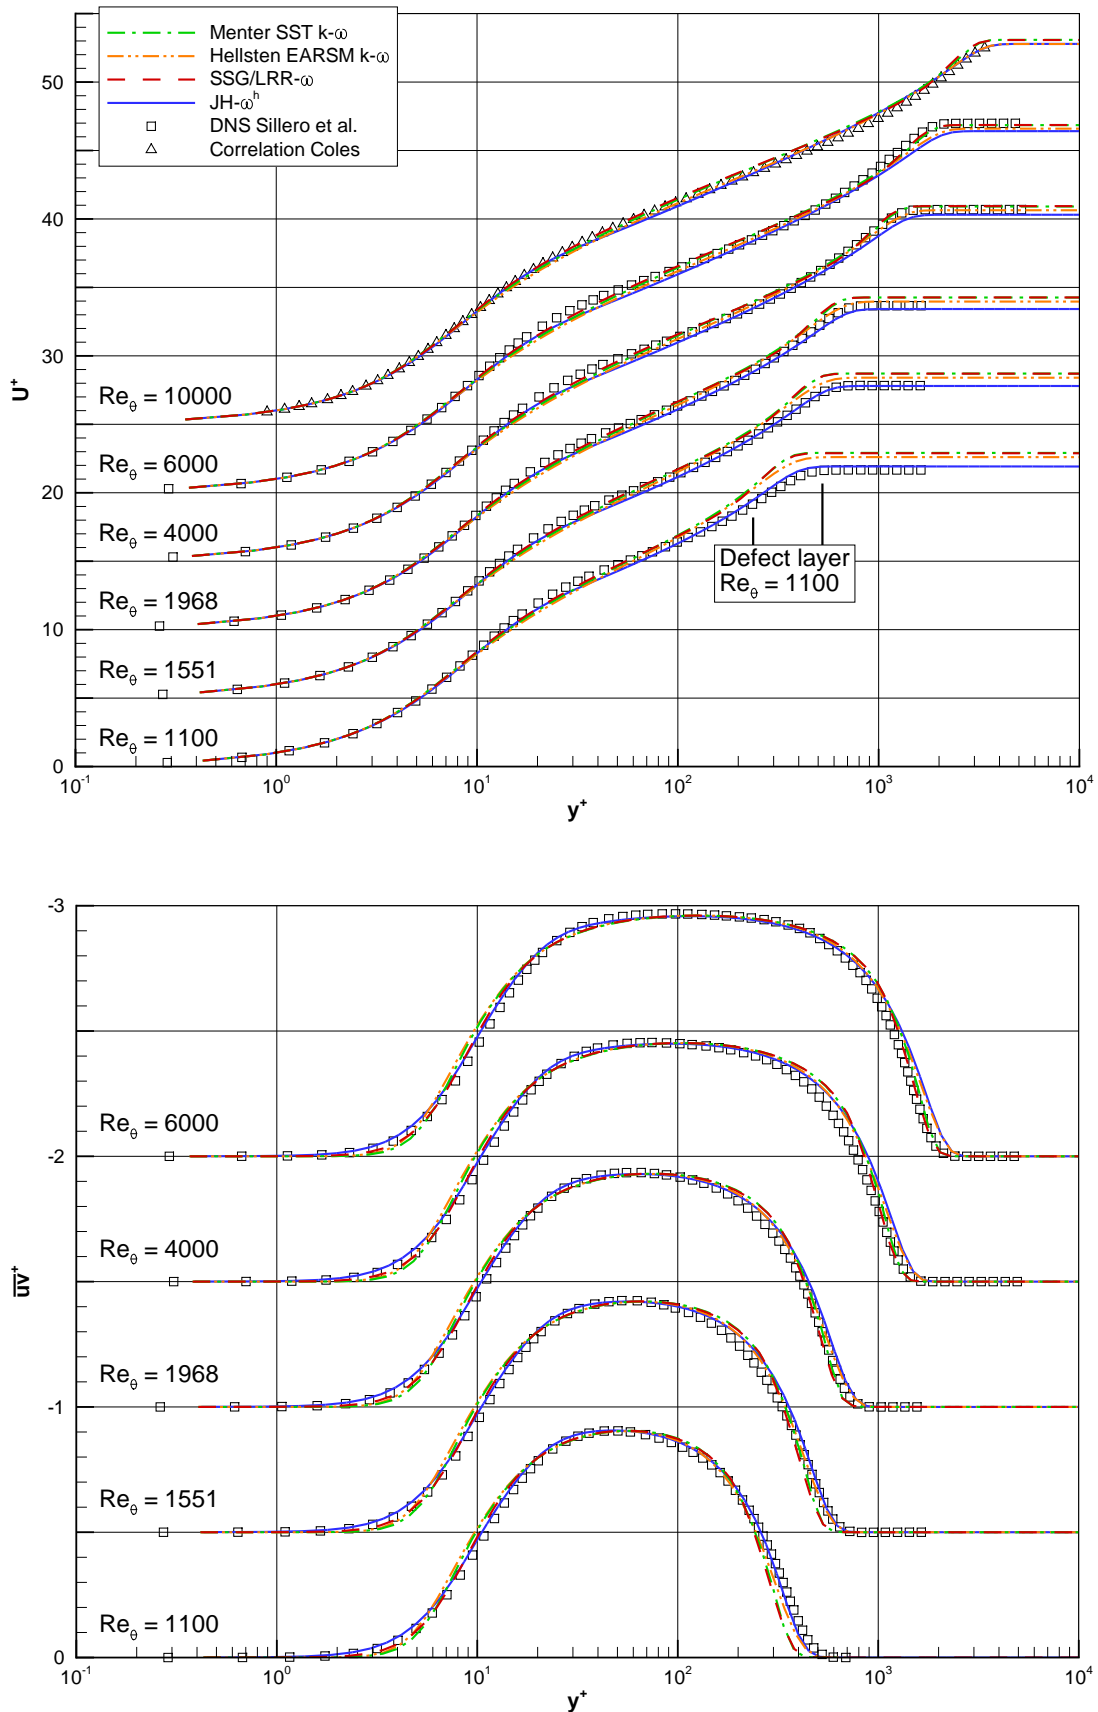 Menter SST k-ω
Hellsten EARSM k-ω
SSG/LRR-ω
JH-ωʰ
DNS Sillero et al.
Correlation Coles
50
40
30
20
10
0
U⁺
Re_θ = 10000
Re_θ = 6000
Re_θ = 4000
Re_θ = 1968
Re_θ = 1551
Re_θ = 1100
Defect layer
Re_θ = 1100
10⁻¹ 10⁰ 10¹ 10² 10³ 10⁴
y⁺
-3
-2
-1
0
u̅v̅⁺
Re_θ = 6000
Re_θ = 4000
Re_θ = 1968
Re_θ = 1551
Re_θ = 1100
10⁻¹ 10⁰ 10¹ 10² 10³ 10⁴
y⁺